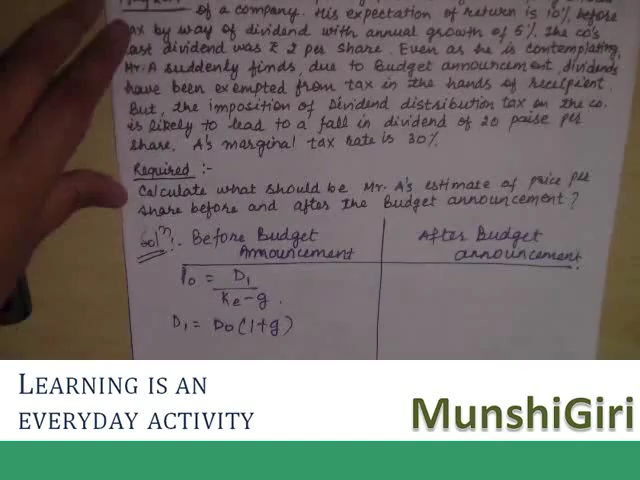 of a company. His expectation of return is 10% before
tax by way of dividend with annual growth of 5%. The co's
last dividend was ₹ 2 per share. Even as he is contemplating,
Mr. A suddenly finds, due to Budget announcement, dividends
have been exempted from tax in the hands of receipient.
But, the imposition of Dividend distribution tax on the co.
is likely to lead to a fall in dividend of 20 paise per
share. A's marginal tax rate is 30%.
Required :-
Calculate what should be Mr. A's estimate of price per
share before and after the Budget announcement?
Solⁿ:- Before Budget Announcement
After Budget announcement
P₀ = D₁ / Ke-g.
D₁ = D₀(1+g)
LEARNING IS AN
EVERYDAY ACTIVITY
MunshiGiri